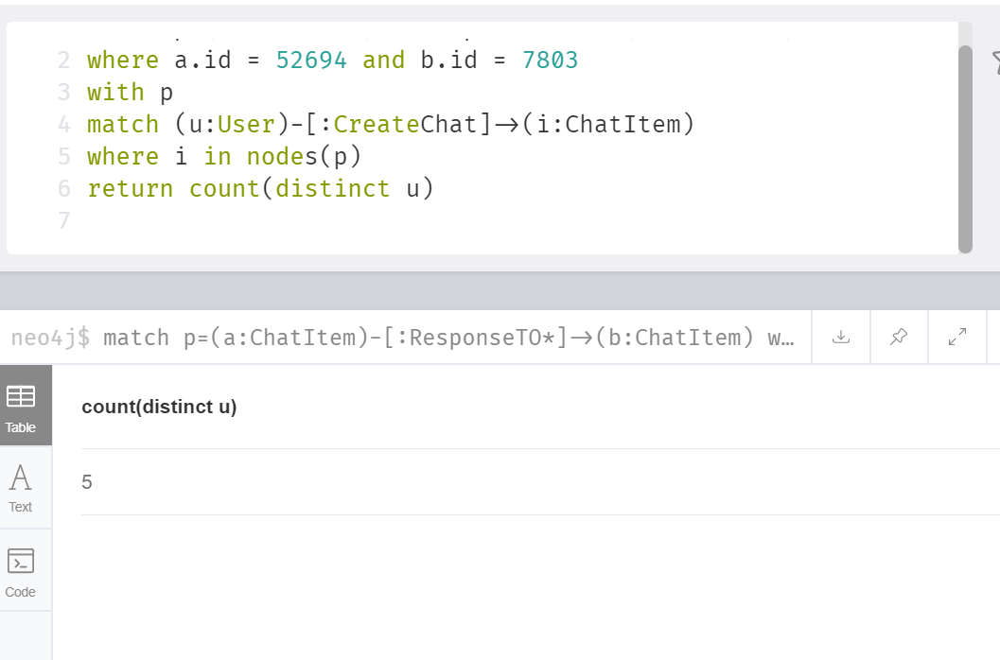 2 where a.id = 52694 and b.id = 7803
3 with p
4 match (u:User)-[:CreateChat]→(i:ChatItem)
5 where i in nodes(p)
6 return count(distinct u)
7
neo4j$ match p=(a:ChatItem)-[:ResponseTO*]→(b:ChatItem) w…
Table
count(distinct u)
5
Text
Code